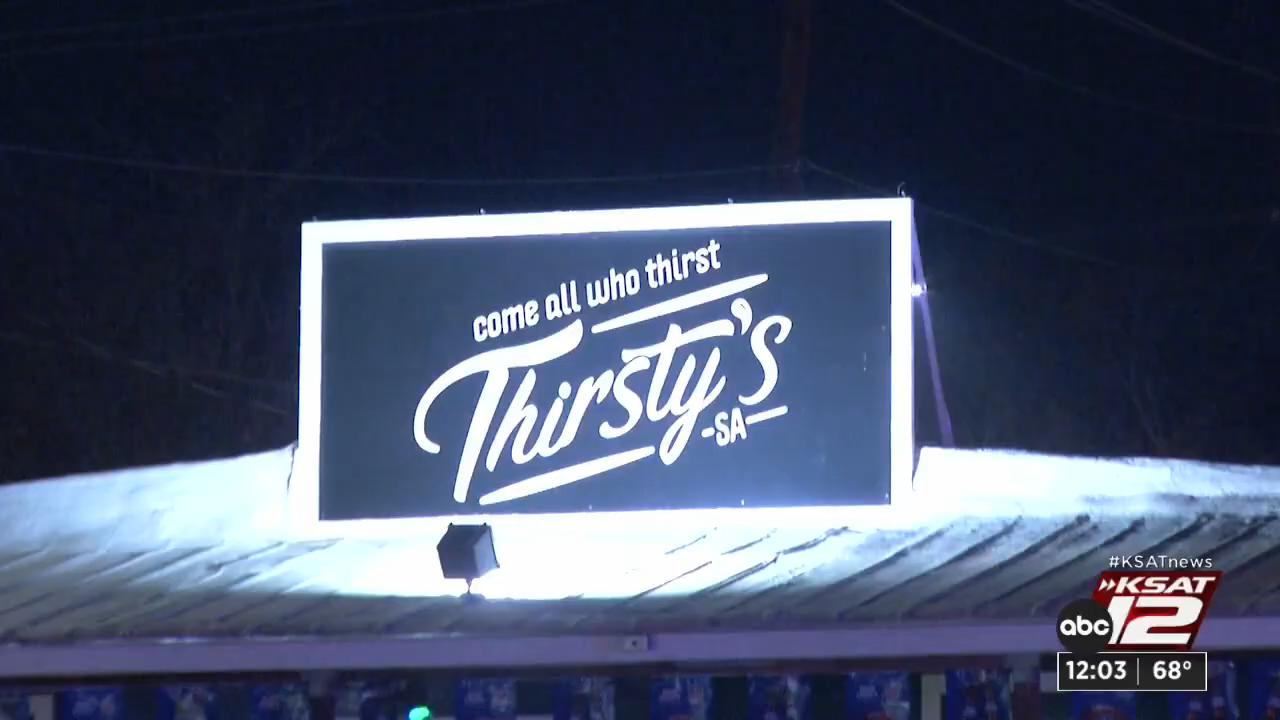 come all who thirst
Thirsty's
-SA-
#KSATnews
KSAT
abc 12
12:03 68°